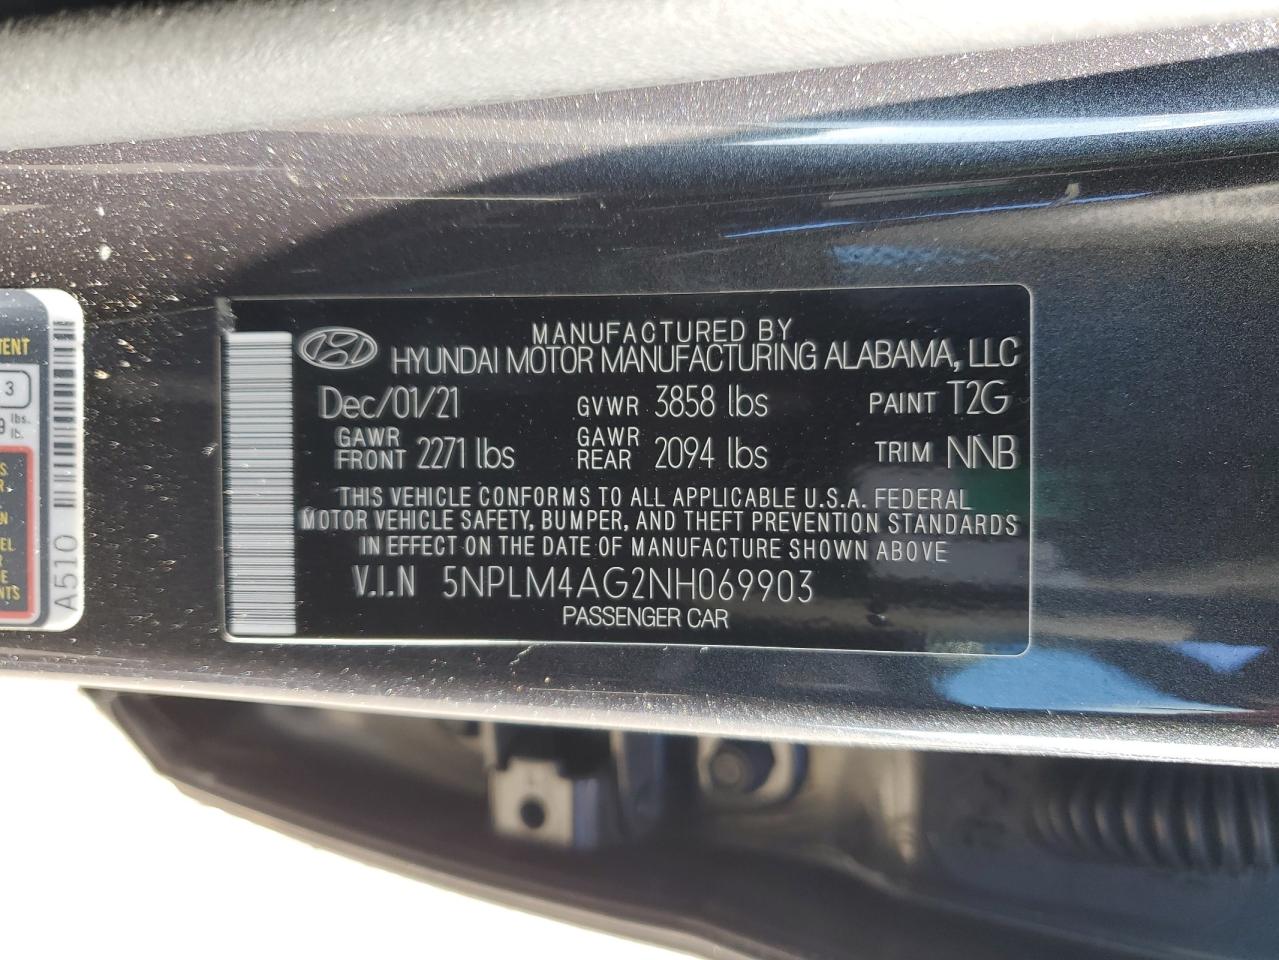 MANUFACTURED BY
HYUNDAI MOTOR MANUFACTURING ALABAMA, LLC
Dec/01/21 GVWR 3858 lbs PAINT T2G
GAWR FRONT 2271 lbs GAWR REAR 2094 lbs TRIM NNB
THIS VEHICLE CONFORMS TO ALL APPLICABLE U.S.A. FEDERAL
MOTOR VEHICLE SAFETY, BUMPER, AND THEFT PREVENTION STANDARDS
IN EFFECT ON THE DATE OF MANUFACTURE SHOWN ABOVE
V.I.N 5NPLM4AG2NH069903
PASSENGER CAR
3
lbs.
A510